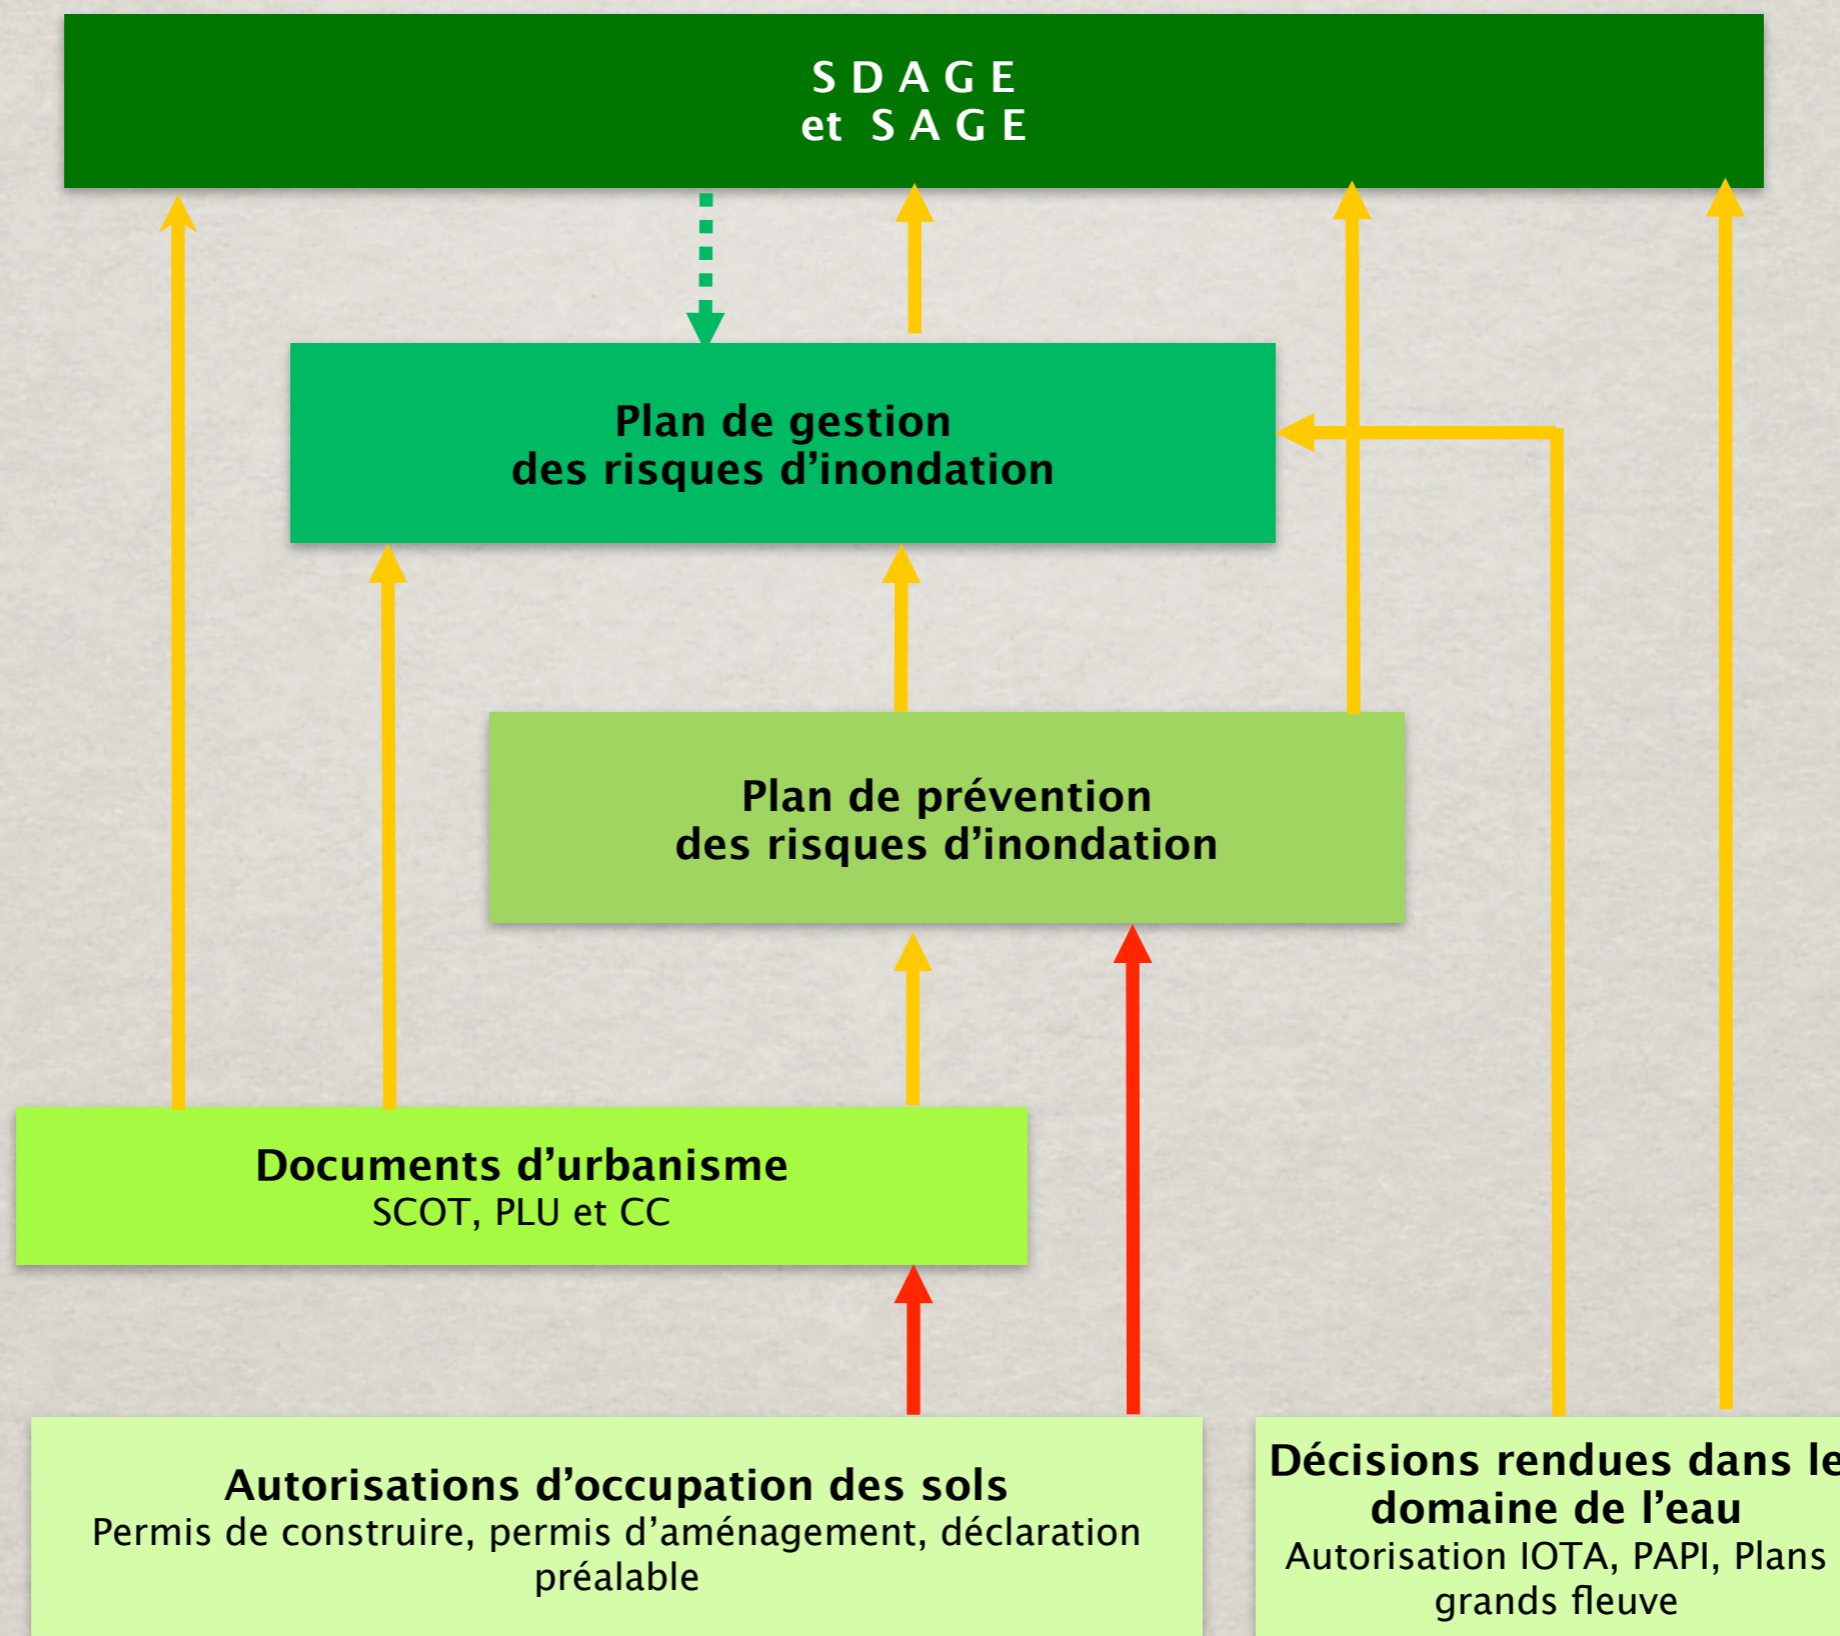 S D A G E
et S A G E
Plan de gestion
des risques d’inondation
Plan de prévention
des risques d’inondation
Documents d’urbanisme
SCOT, PLU et CC
Autorisations d’occupation des sols
Permis de construire, permis d’aménagement, déclaration
préalable
Décisions rendues dans le
domaine de l’eau
Autorisation IOTA, PAPI, Plans
grands fleuve